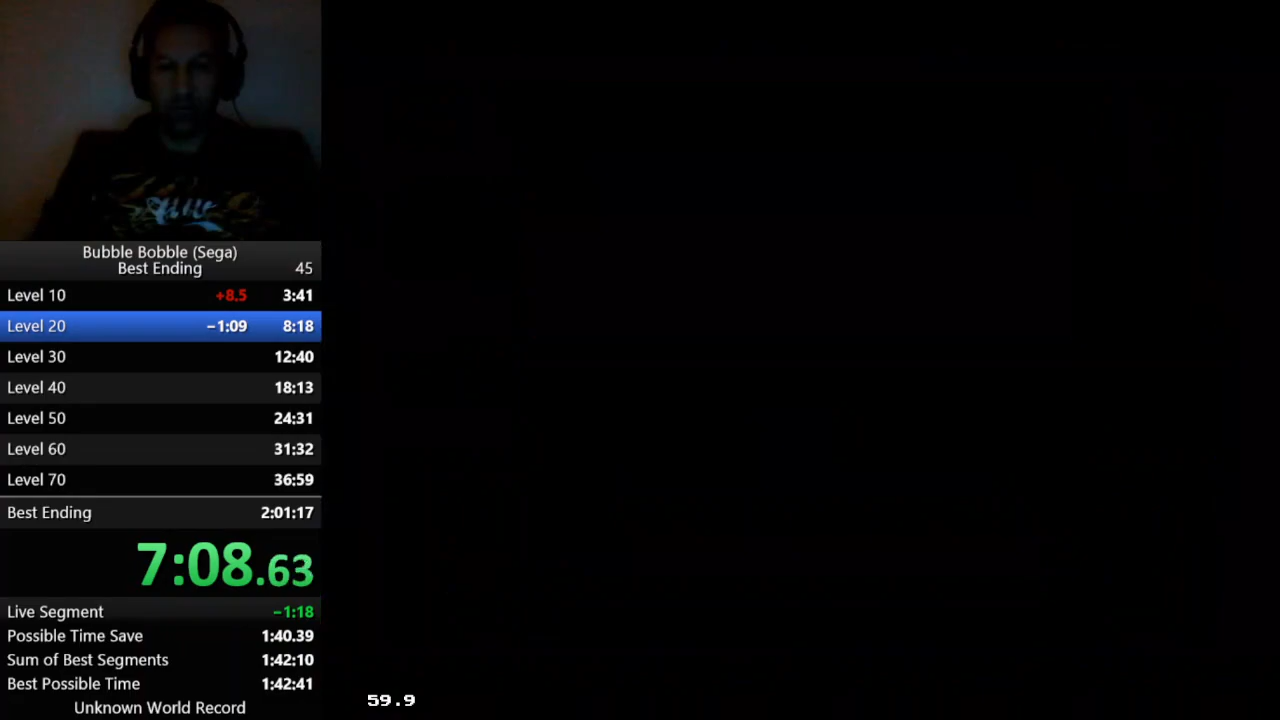 Bubble Bobble (Sega)
Best Ending 45
Level 10 +8.5 3:41
Level 20 −1:09 8:18
Level 30 12:40
Level 40 18:13
Level 50 24:31
Level 60 31:32
Level 70 36:59
Best Ending 2:01:17
7:08.63
Live Segment −1:18
Possible Time Save 1:40.39
Sum of Best Segments 1:42:10
Best Possible Time 1:42:41
Unknown World Record
59.9